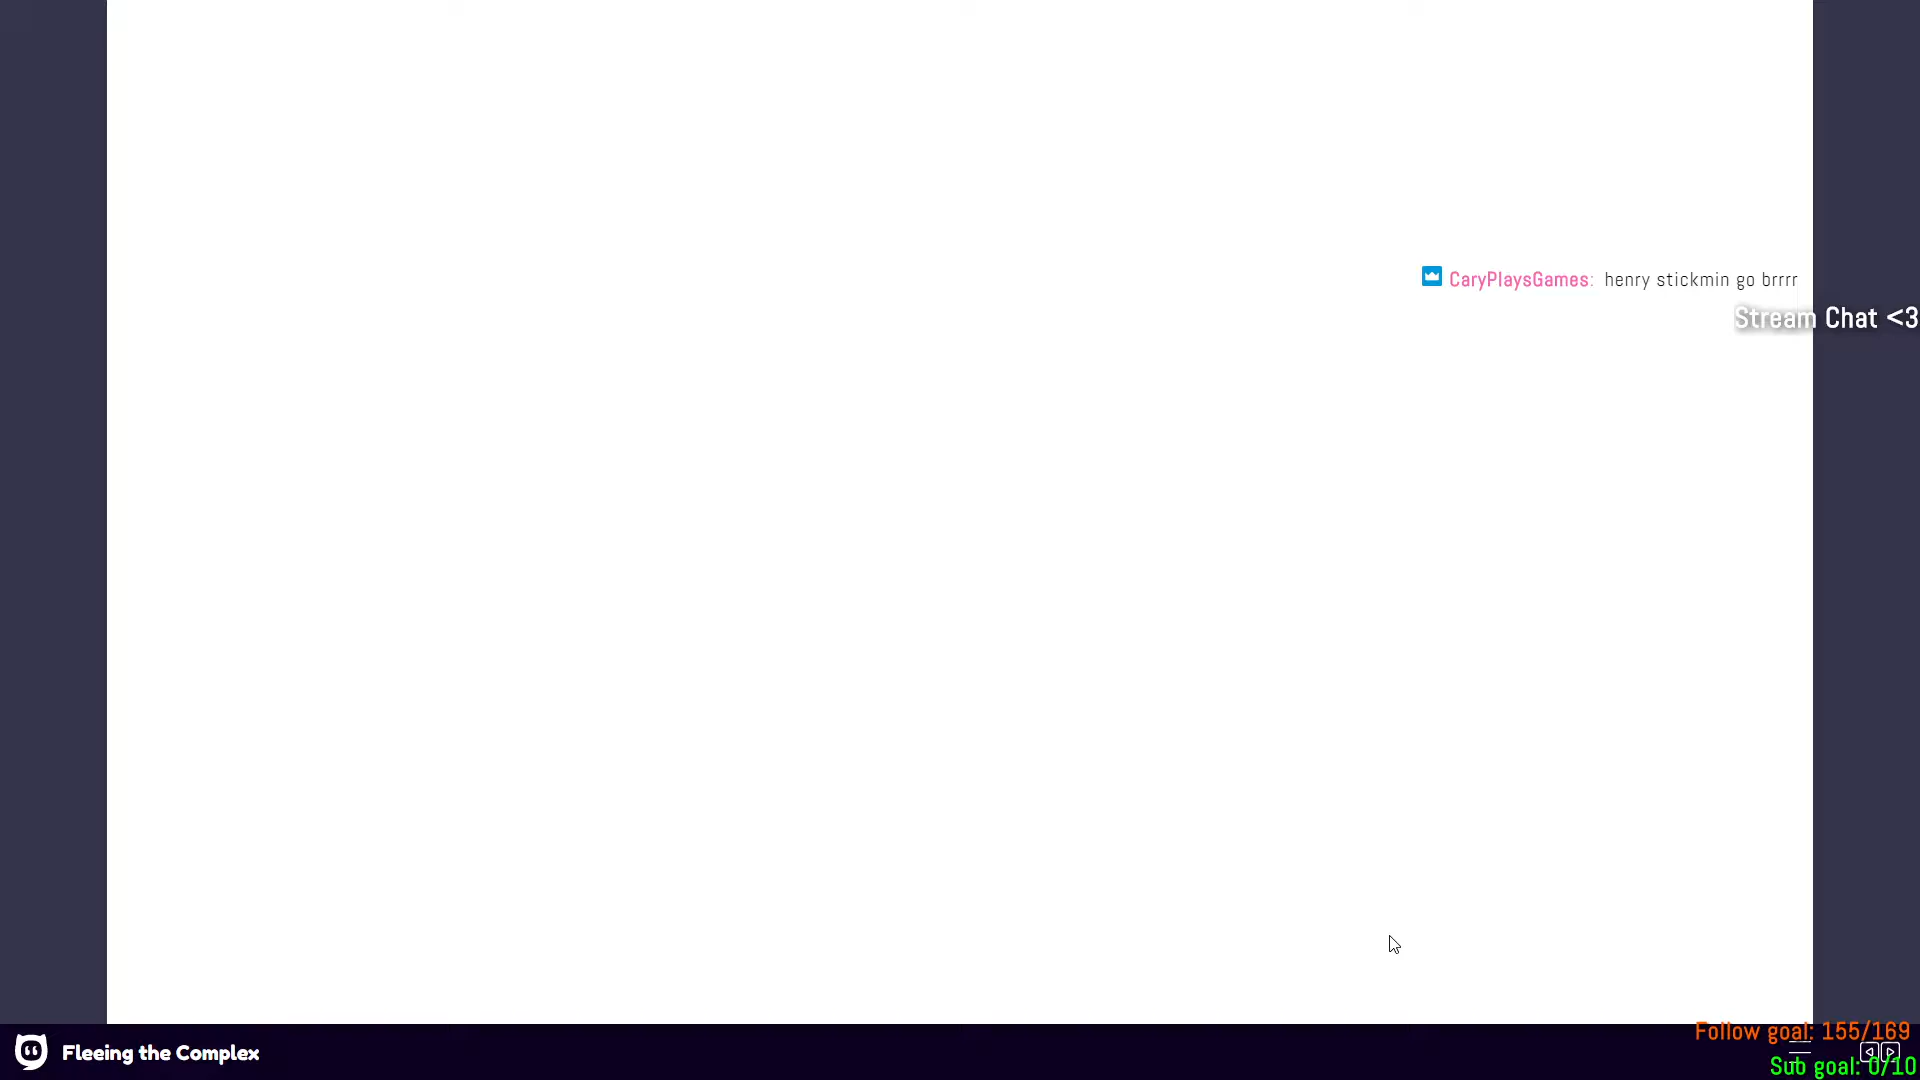 CaryPlaysGames: henry stickmin go brrrr
Stream Chat <3
Follow goal: 155/169
Fleeing the Complex
Sub goal: 0/10